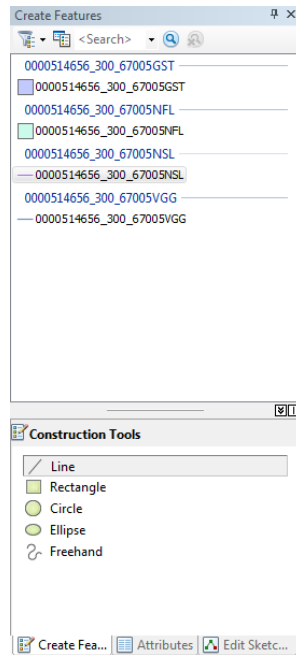 Create Features
<Search>
0000514656_300_67005GST
0000514656_300_67005GST
0000514656_300_67005NFL
0000514656_300_67005NFL
0000514656_300_67005NSL
0000514656_300_67005NSL
0000514656_300_67005VGG
0000514656_300_67005VGG
Construction Tools
Line
Rectangle
Circle
Ellipse
Freehand
Create Fea... Attributes Edit Sketc...